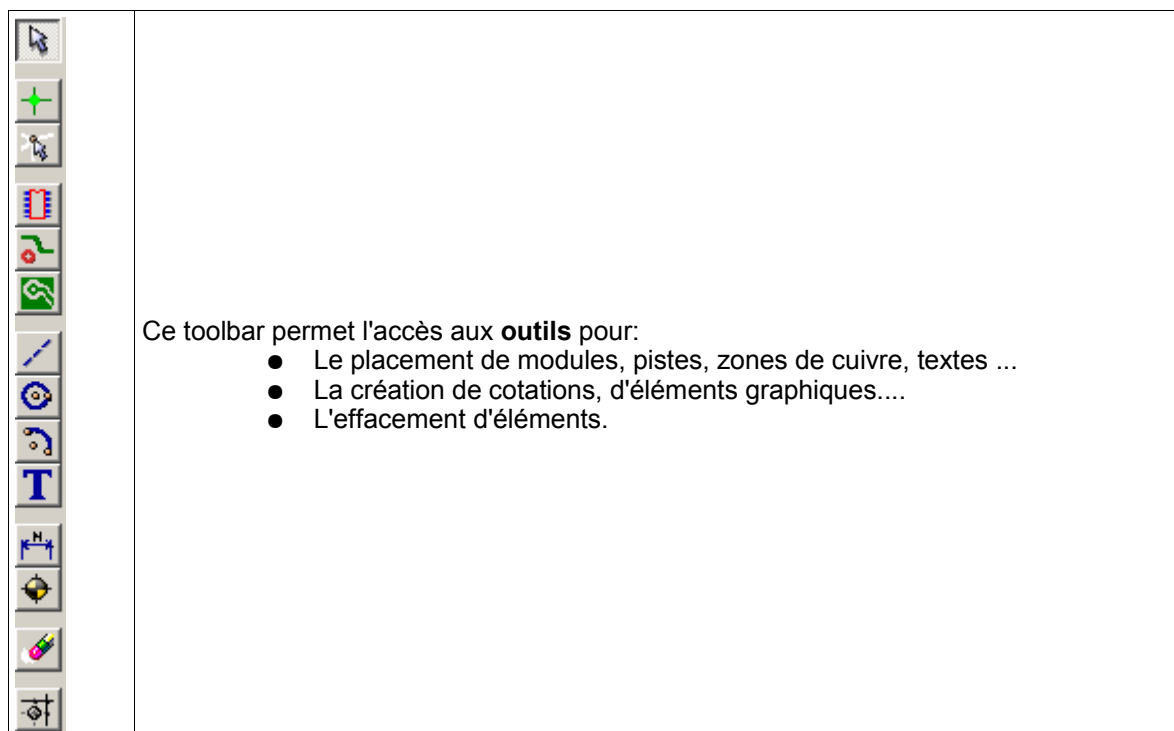 Ce toolbar permet l'accès aux outils pour:
● Le placement de modules, pistes, zones de cuivre, textes ...
● La création de cotations, d'éléments graphiques....
● L'effacement d'éléments.
T
N